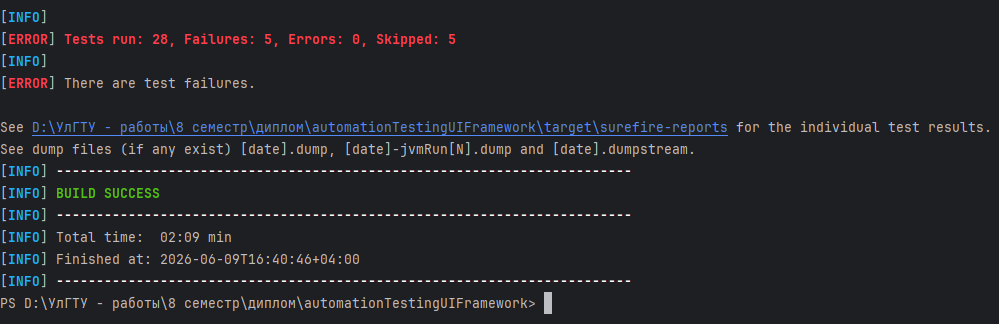 [INFO]
[ERROR] Tests run: 28, Failures: 5, Errors: 0, Skipped: 5
[INFO]
[ERROR] There are test failures.

See D:\УлГТУ - работы\8 семестр\диплом\automationTestingUIFramework\target\surefire-reports for the individual test results.
See dump files (if any exist) [date].dump, [date]-jvmRun[N].dump and [date].dumpstream.
[INFO] ------------------------------------------------------------------------
[INFO] BUILD SUCCESS
[INFO] ------------------------------------------------------------------------
[INFO] Total time:  02:09 min
[INFO] Finished at: 2026-06-09T16:40:46+04:00
[INFO] ------------------------------------------------------------------------
PS D:\УлГТУ - работы\8 семестр\диплом\automationTestingUIFramework>